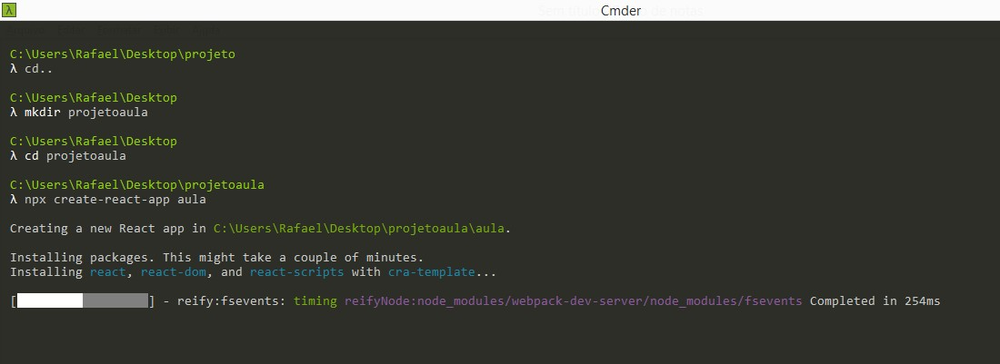 λ Cmder
C:\Users\Rafael\Desktop\projeto
λ cd..
C:\Users\Rafael\Desktop
λ mkdir projetoaula
C:\Users\Rafael\Desktop
λ cd projetoaula
C:\Users\Rafael\Desktop\projetoaula
λ npx create-react-app aula
Creating a new React app in C:\Users\Rafael\Desktop\projetoaula\aula.
Installing packages. This might take a couple of minutes.
Installing react, react-dom, and react-scripts with cra-template...
[ ] - reify:fsevents: timing reifyNode:node_modules/webpack-dev-server/node_modules/fsevents Completed in 254ms